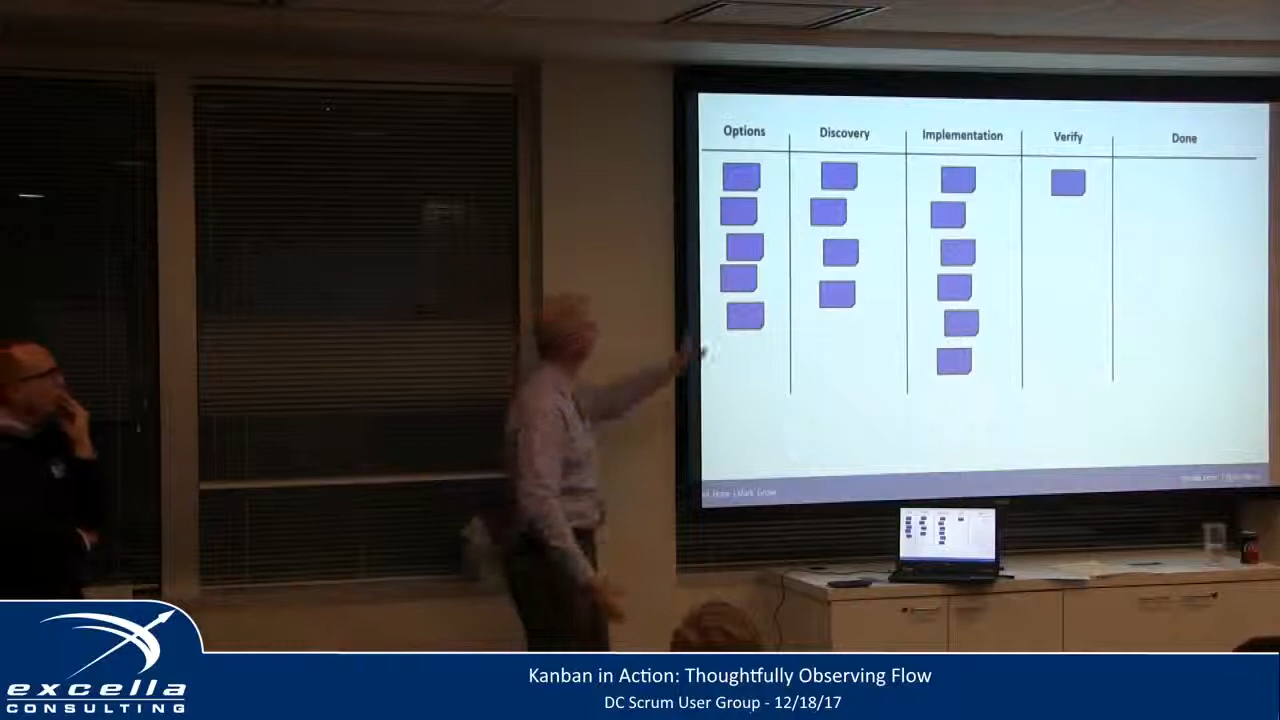 Options Discovery Implementation Verify Done
excella
CONSULTING
Kanban in Action: Thoughtfully Observing Flow
DC Scrum User Group - 12/18/17